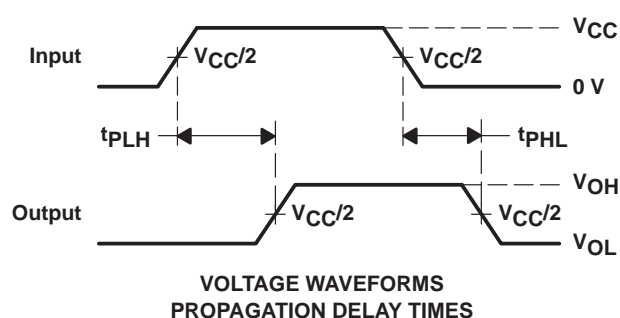 VCC
Input VCC/2 VCC/2
0 V
tPLH tPHL
VOH
Output VCC/2 VCC/2
VOL
VOLTAGE WAVEFORMS
PROPAGATION DELAY TIMES